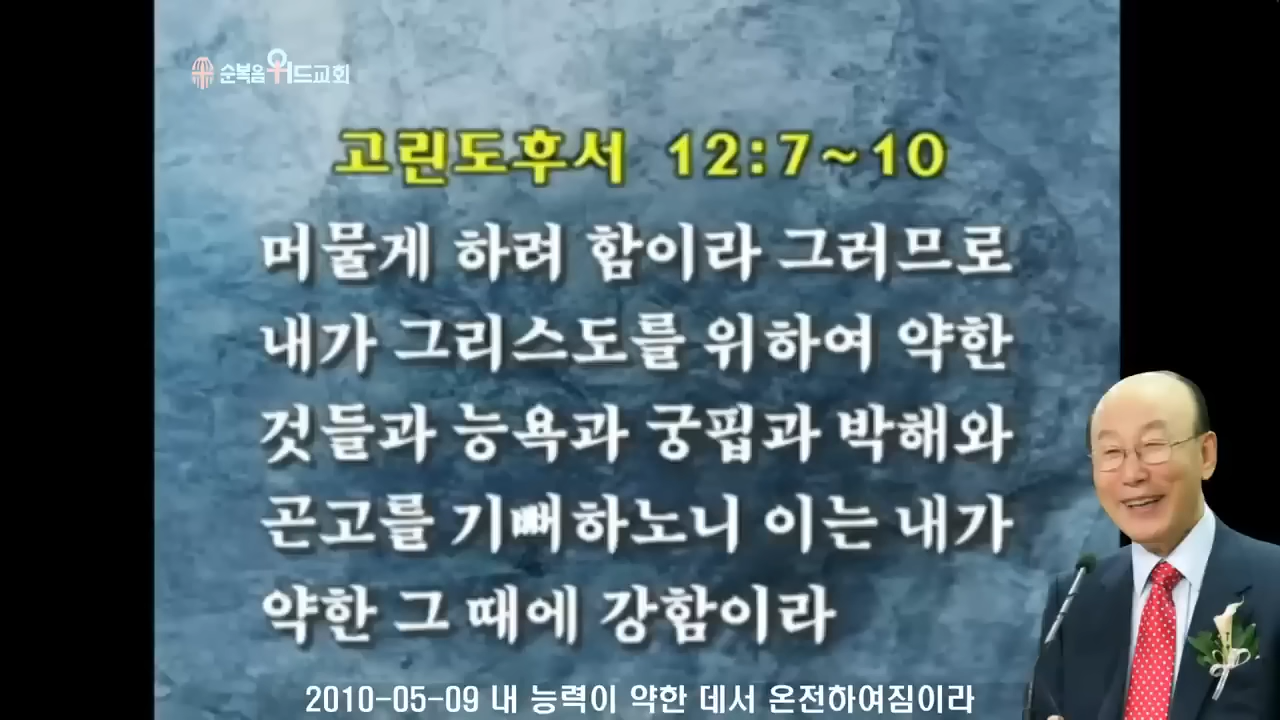 순복음위드교회
고린도후서 12:7~10
머물게 하려 함이라 그러므로
내가 그리스도를 위하여 약한
것들과 능욕과 궁핍과 박해와
곤고를 기뻐하노니 이는 내가
약한 그 때에 강함이라
2010-05-09 내 능력이 약한 데서 온전하여짐이라